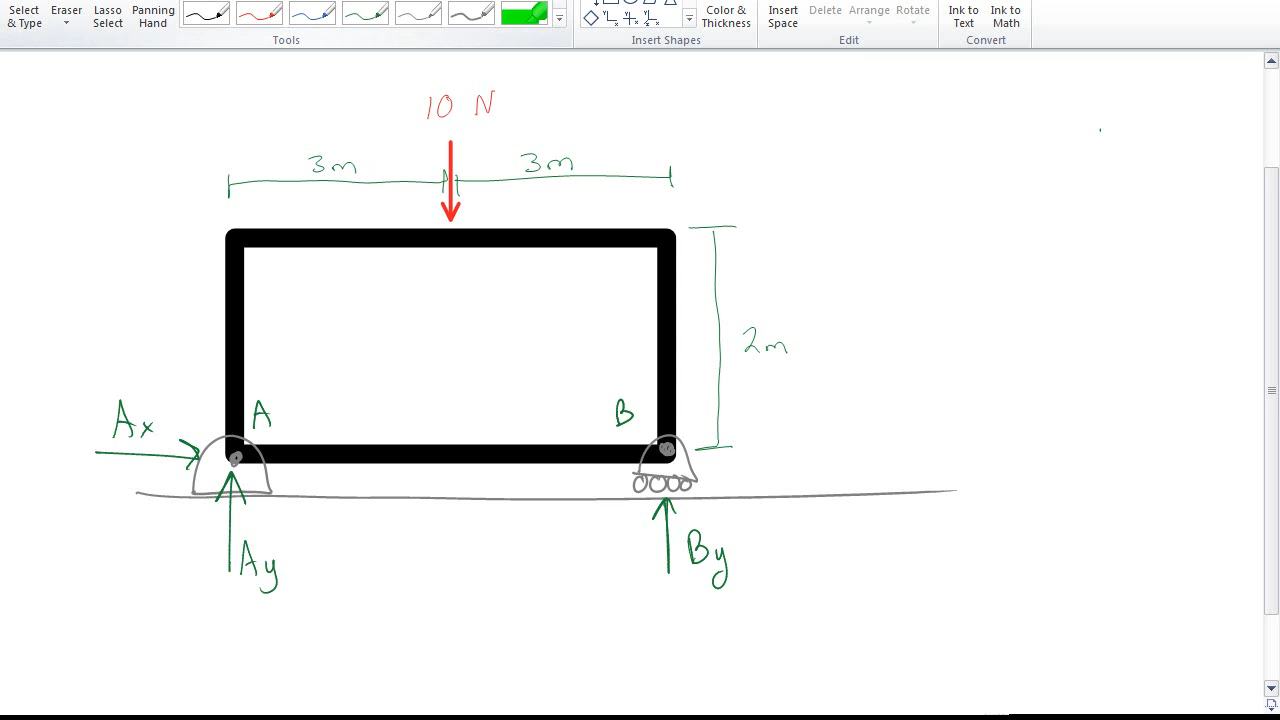 Select & Type
Eraser
Lasso Select
Panning Hand
Color & Thickness
Insert Space
Delete
Arrange
Rotate
Ink to Text
Ink to Math
Tools
Insert Shapes
Edit
Convert
10 N
3m
3m
2m
A
B
Ax
Ay
By